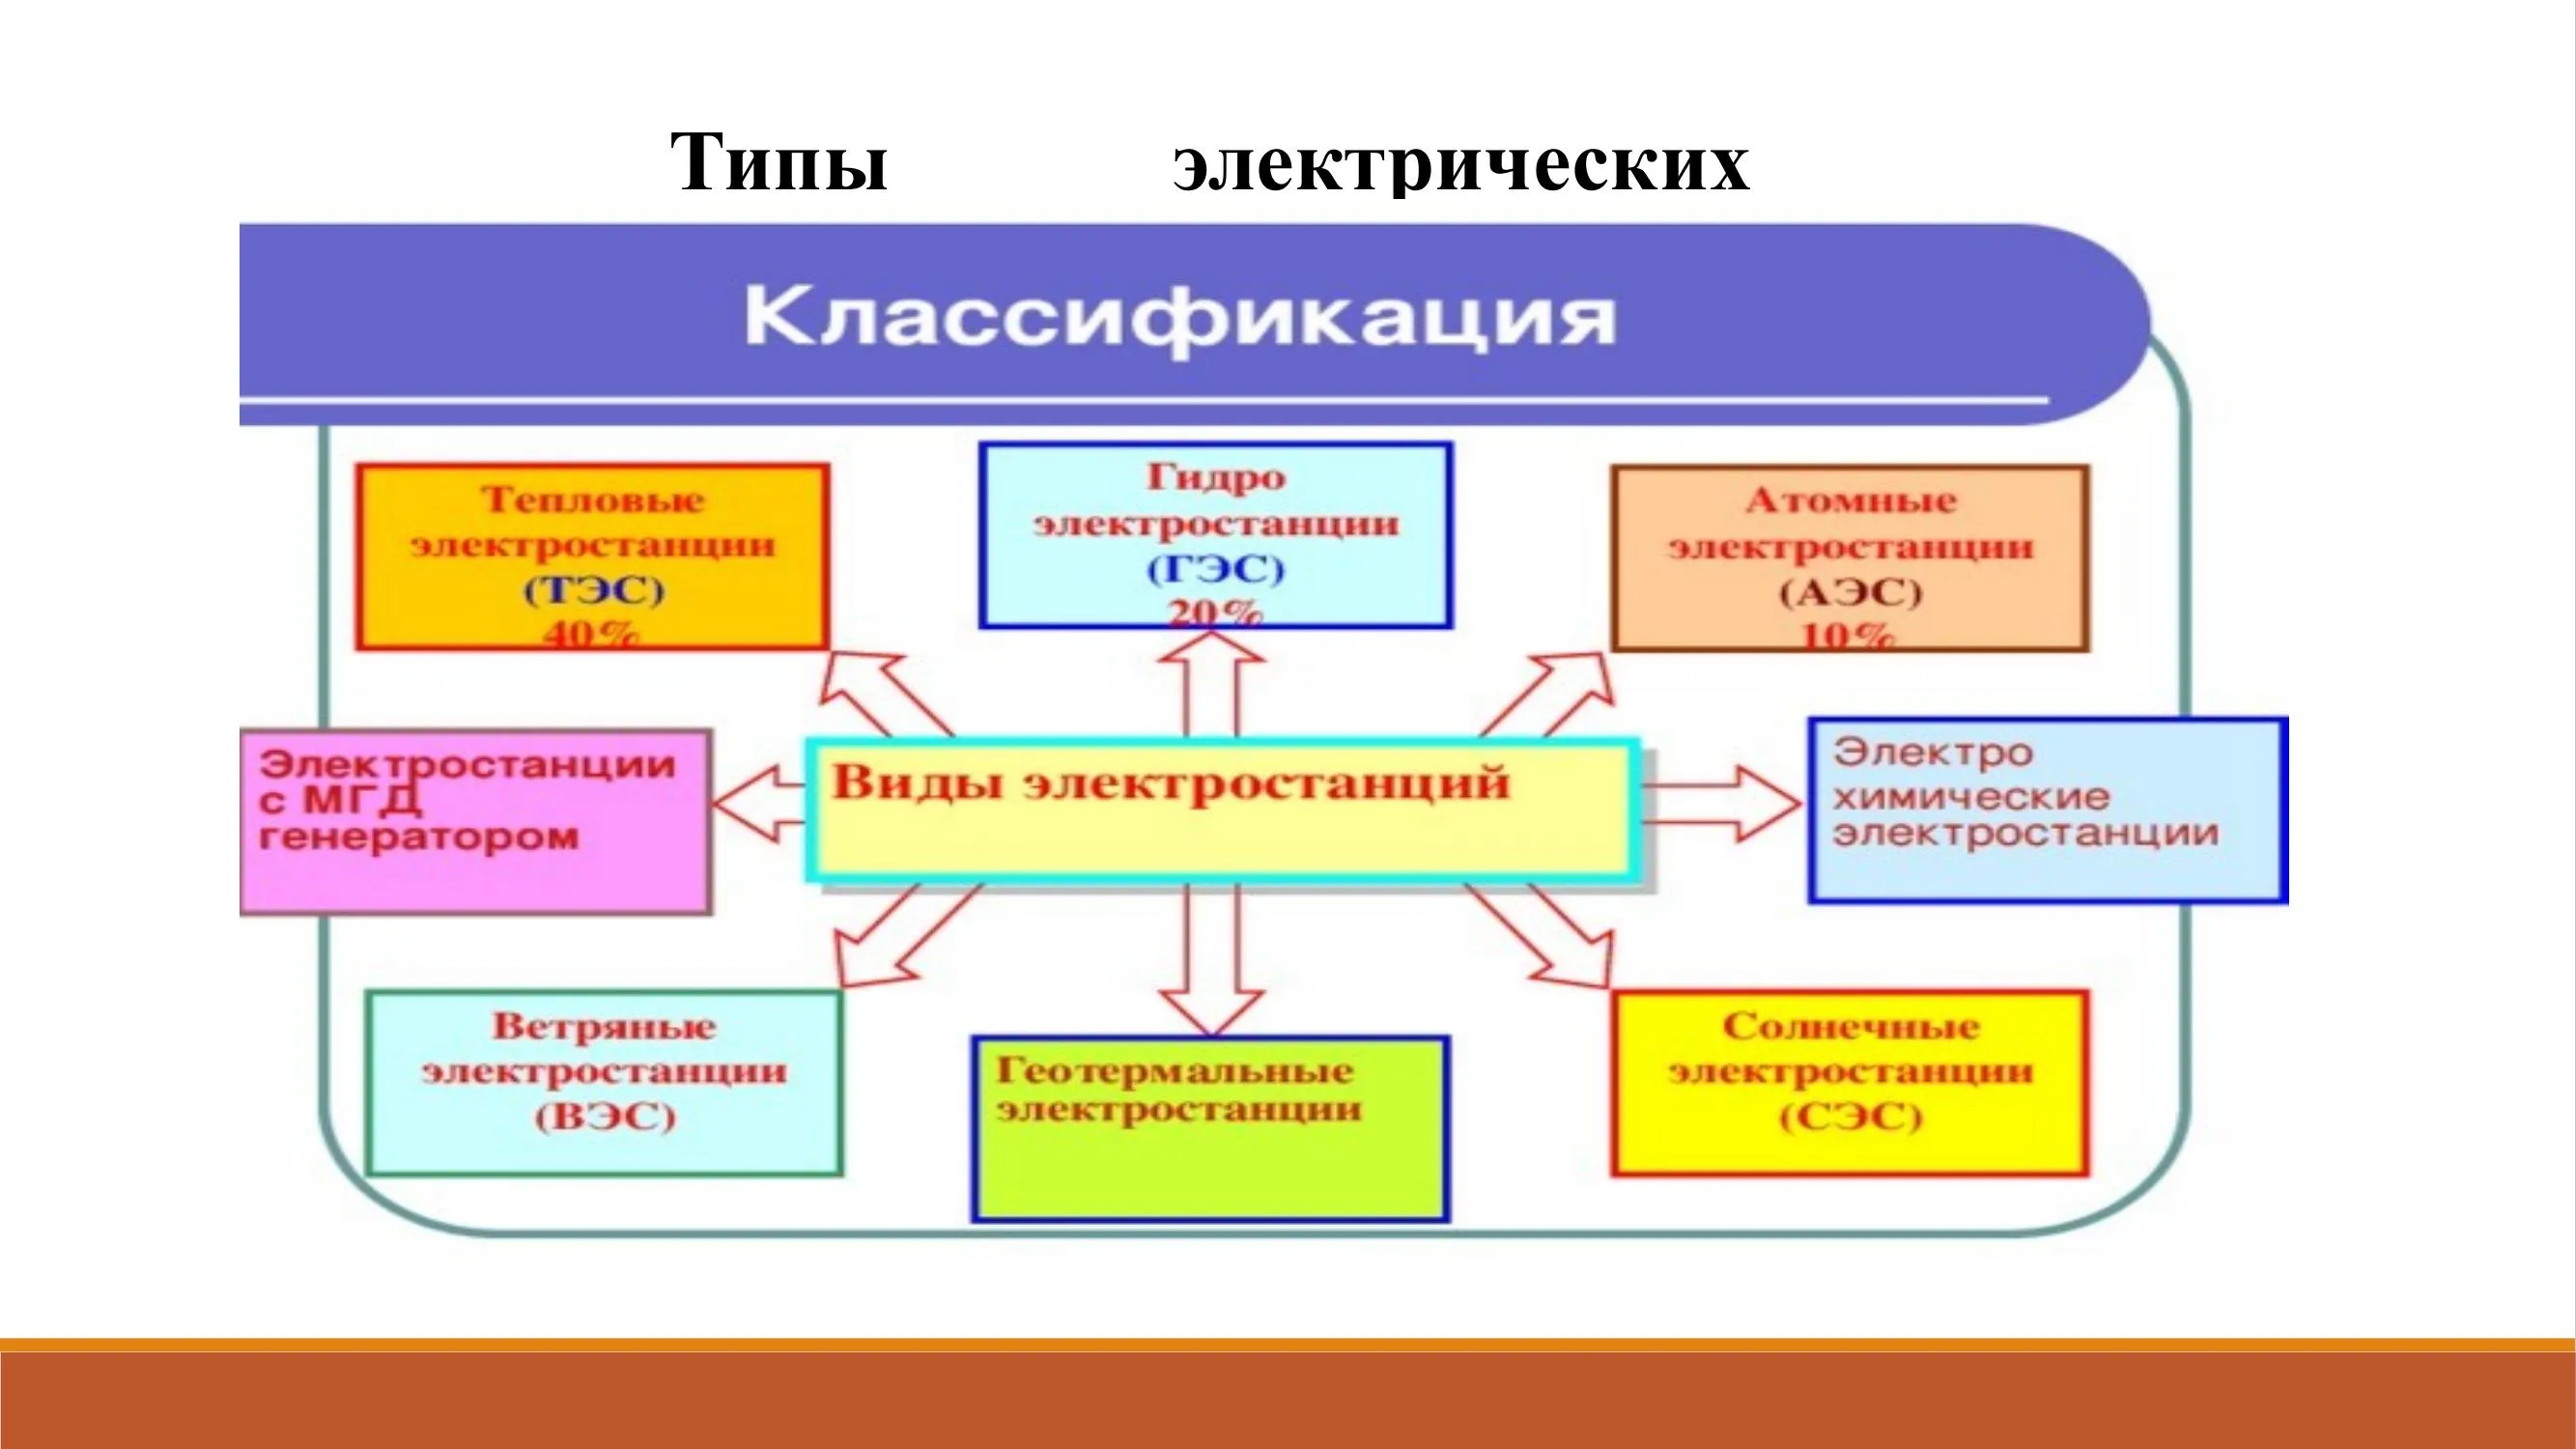 Типы электрических
Классификация
Тепловые
электростанции
(ТЭС)
40%
Гидро
электростанции
(ГЭС)
20%
Атомные
электростанции
(АЭС)
10%
Электростанции
с МГД
генератором
Виды электростанций
Электро
химические
электростанции
Ветряные
электростанции
(ВЭС)
Геотермальные
электростанции
Солнечные
электростанции
(СЭС)